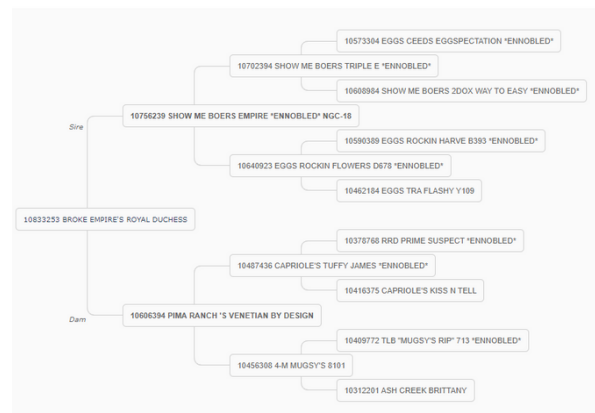 10573304 EGGS CEEDS EGGSPECTATION *ENNOBLED*
10702394 SHOW ME BOERS TRIPLE E *ENNOBLED*
10608984 SHOW ME BOERS 2DOX WAY TO EASY *ENNOBLED*
10756239 SHOW ME BOERS EMPIRE *ENNOBLED* NGC-18
Sire
10590389 EGGS ROCKIN HARVE B393 *ENNOBLED*
10640923 EGGS ROCKIN FLOWERS D678 *ENNOBLED*
10462184 EGGS TRA FLASHY Y109
10833253 BROKE EMPIRE'S ROYAL DUCHESS
10378768 RRD PRIME SUSPECT *ENNOBLED*
10487436 CAPRIOLE'S TUFFY JAMES *ENNOBLED*
10416375 CAPRIOLE'S KISS N TELL
Dam
10606394 PIMA RANCH 'S VENETIAN BY DESIGN
10409772 TLB "MUGSY'S RIP" 713 *ENNOBLED*
10456308 4-M MUGSY'S 8101
10312201 ASH CREEK BRITTANY